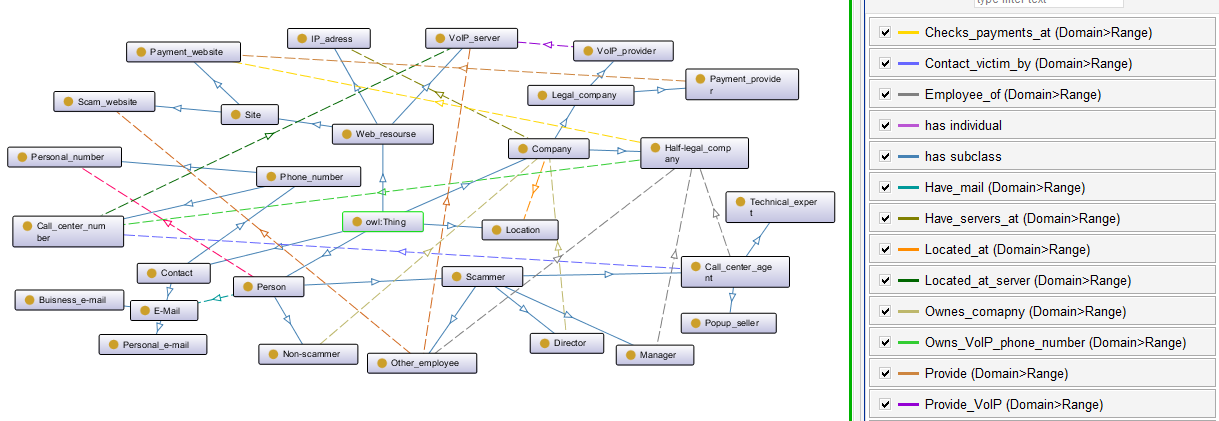 type filter text
IP_adress
VoIP_server
Payment_website
VoIP_provider
Payment_provide
r
Scam_website
Legal_company
Site
Web_resourse
Personal_number
Company
Half-legal_comp
any
Phone_number
Technical_exper
t
Call_center_num
ber
owl:Thing
Location
Contact
Scammer
Call_center_age
nt
Person
Buisness_e-mail
E-Mail
Popup_seller
Personal_e-mail
Non-scammer
Other_employee
Director
Manager
Checks_payments_at (Domain>Range)
Contact_victim_by (Domain>Range)
Employee_of (Domain>Range)
has individual
has subclass
Have_mail (Domain>Range)
Have_servers_at (Domain>Range)
Located_at (Domain>Range)
Located_at_server (Domain>Range)
Ownes_comapny (Domain>Range)
Owns_VoIP_phone_number (Domain>Range)
Provide (Domain>Range)
Provide_VoIP (Domain>Range)